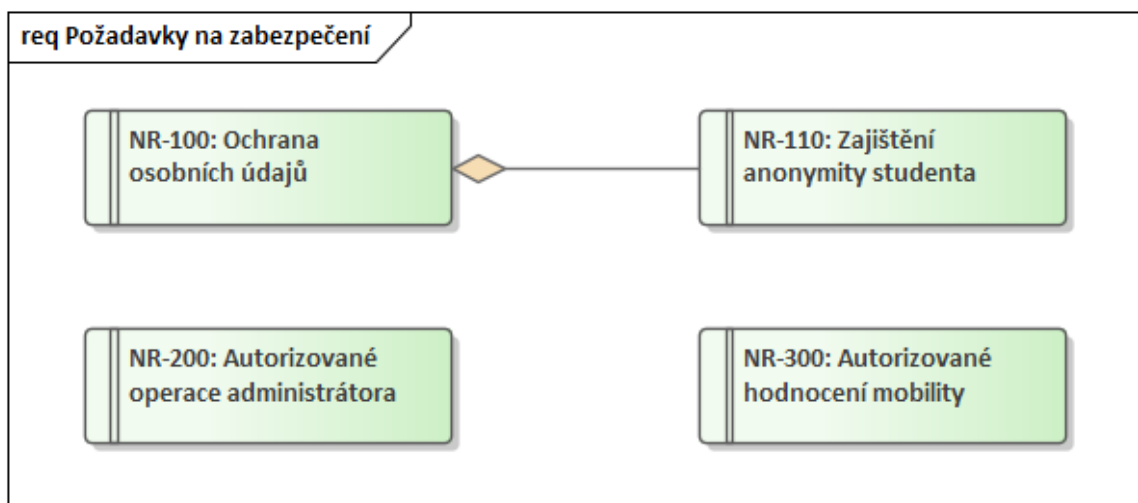 req Požadavky na zabezpečení
NR-100: Ochrana
osobních údajů
NR-110: Zajištění
anonymity studenta
NR-200: Autorizované
operace administrátora
NR-300: Autorizované
hodnocení mobility